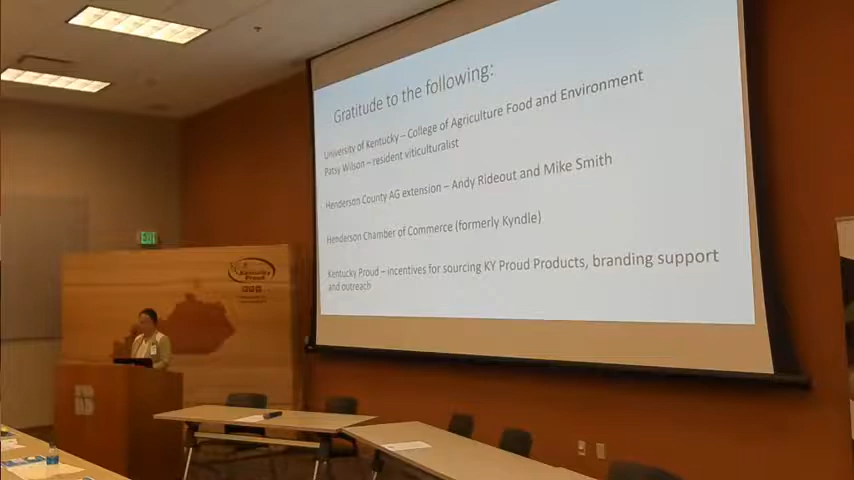 Gratitude to the following:
University of Kentucky – College of Agriculture Food and Environment
Patsy Wilson – resident viticulturalist
Henderson County AG extension – Andy Rideout and Mike Smith
Henderson Chamber of Commerce (formerly Kyndle)
Kentucky Proud – incentives for sourcing KY Proud Products, branding support
and outreach
EXIT
Kentucky
Proud